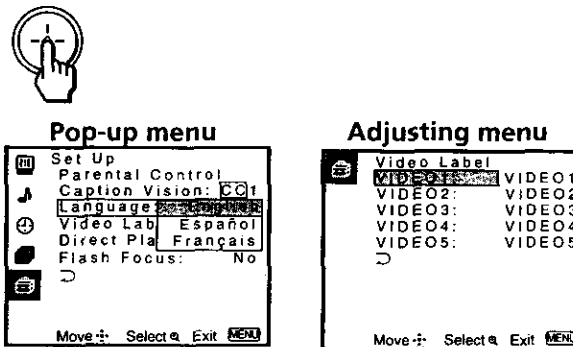 Pop-up menu
Set Up
Parental Control
Caption Vision: CC1
Language: English
Video Lab Español
Direct Pla Français
Flash Focus: No
Move Select Exit MENU
Adjusting menu
Video Label
VIDEO1: VIDEO1
VIDEO2: VIDEO2
VIDEO3: VIDEO3
VIDEO4: VIDEO4
VIDEO5: VIDEO5
Move Select Exit MENU